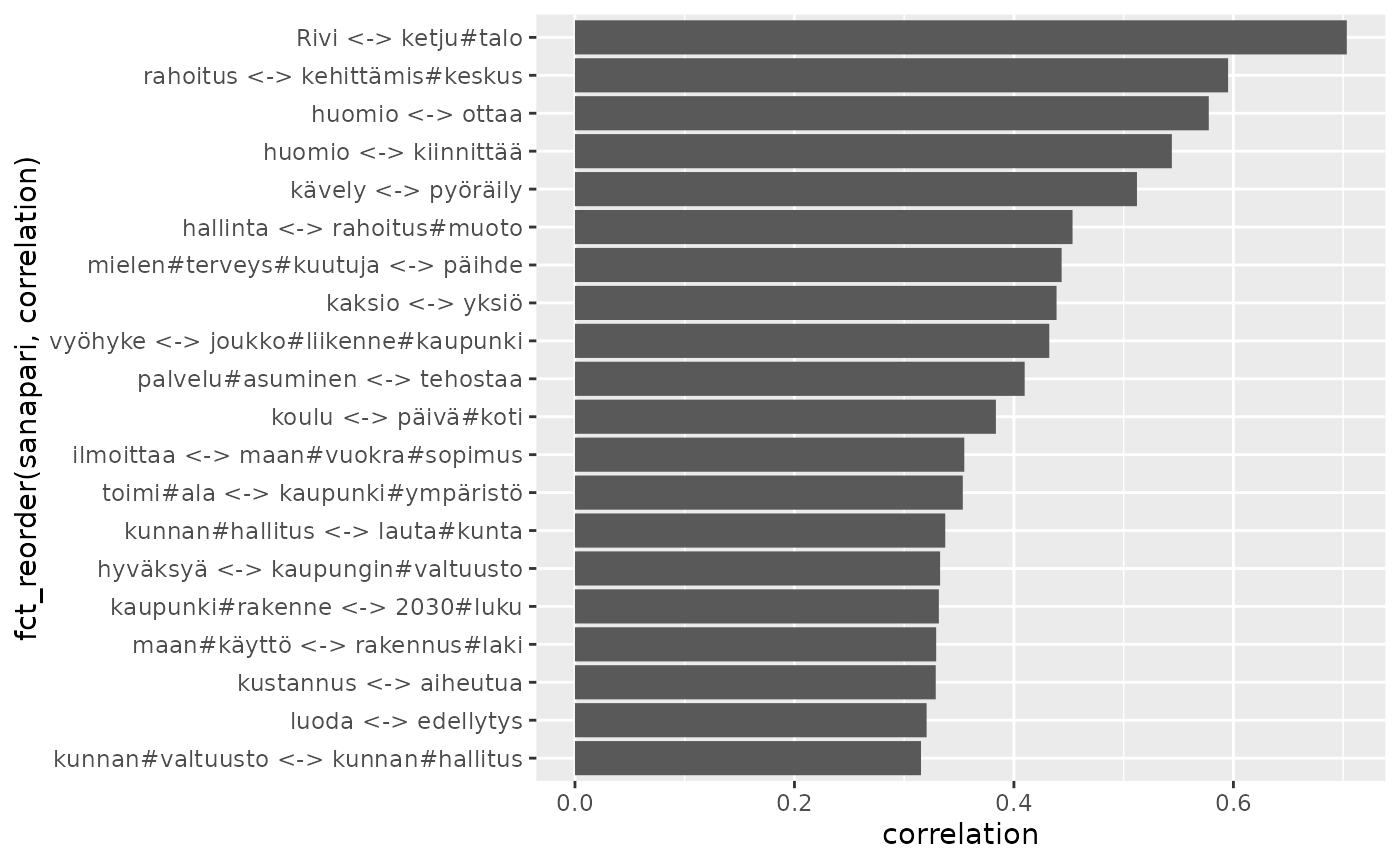 Rivi <-> ketju#talo
rahoitus <-> kehittämis#keskus
huomio <-> ottaa
huomio <-> kiinnittää
kävely <-> pyöräily
hallinta <-> rahoitus#muoto
mielen#terveys#kuutuja <-> päihde
kaksio <-> yksiö
vyöhyke <-> joukko#liikenne#kaupunki
palvelu#asuminen <-> tehostaa
koulu <-> päivä#koti
ilmoittaa <-> maan#vuokra#sopimus
toimi#ala <-> kaupunki#ympäristö
kunnan#hallitus <-> lauta#kunta
hyväksyä <-> kaupungin#valtuusto
kaupunki#rakenne <-> 2030#luku
maan#käyttö <-> rakennus#laki
kustannus <-> aiheutua
luoda <-> edellytys
kunnan#valtuusto <-> kunnan#hallitus
fct_reorder(sanapari, correlation)
0.0 0.2 0.4 0.6
correlation